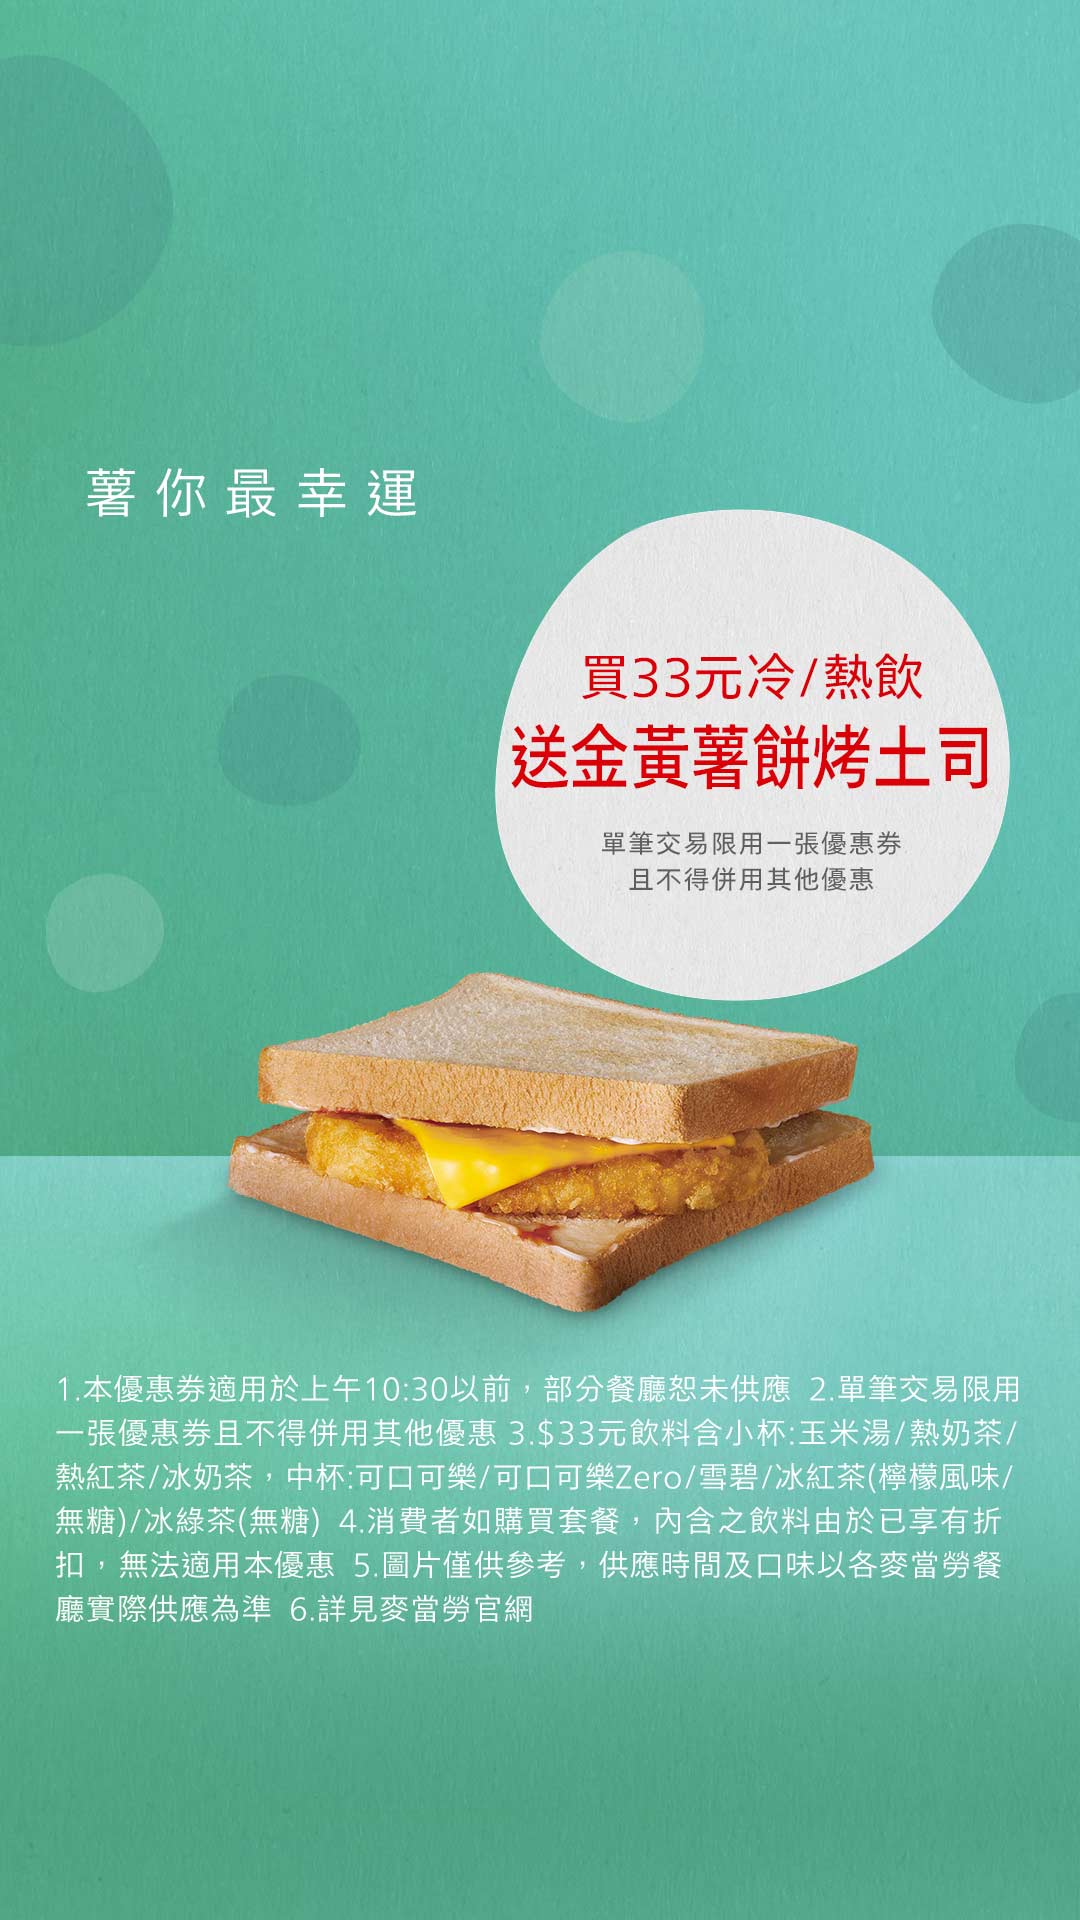 薯你最幸運
買33元冷/熱飲
送金黃薯餅烤土司
單筆交易限用一張優惠券
且不得併用其他優惠
1.本優惠券適用於上午10:30以前，部分餐廳恕未供應 2.單筆交易限用
一張優惠券且不得併用其他優惠 3.$33元飲料含小杯:玉米湯/熱奶茶/
熱紅茶/冰奶茶，中杯:可口可樂/可口可樂Zero/雪碧/冰紅茶(檸檬風味/
無糖)/冰綠茶(無糖) 4.消費者如購買套餐，內含之飲料由於已享有折
扣，無法適用本優惠 5.圖片僅供參考，供應時間及口味以各麥當勞餐
廳實際供應為準 6.詳見麥當勞官網